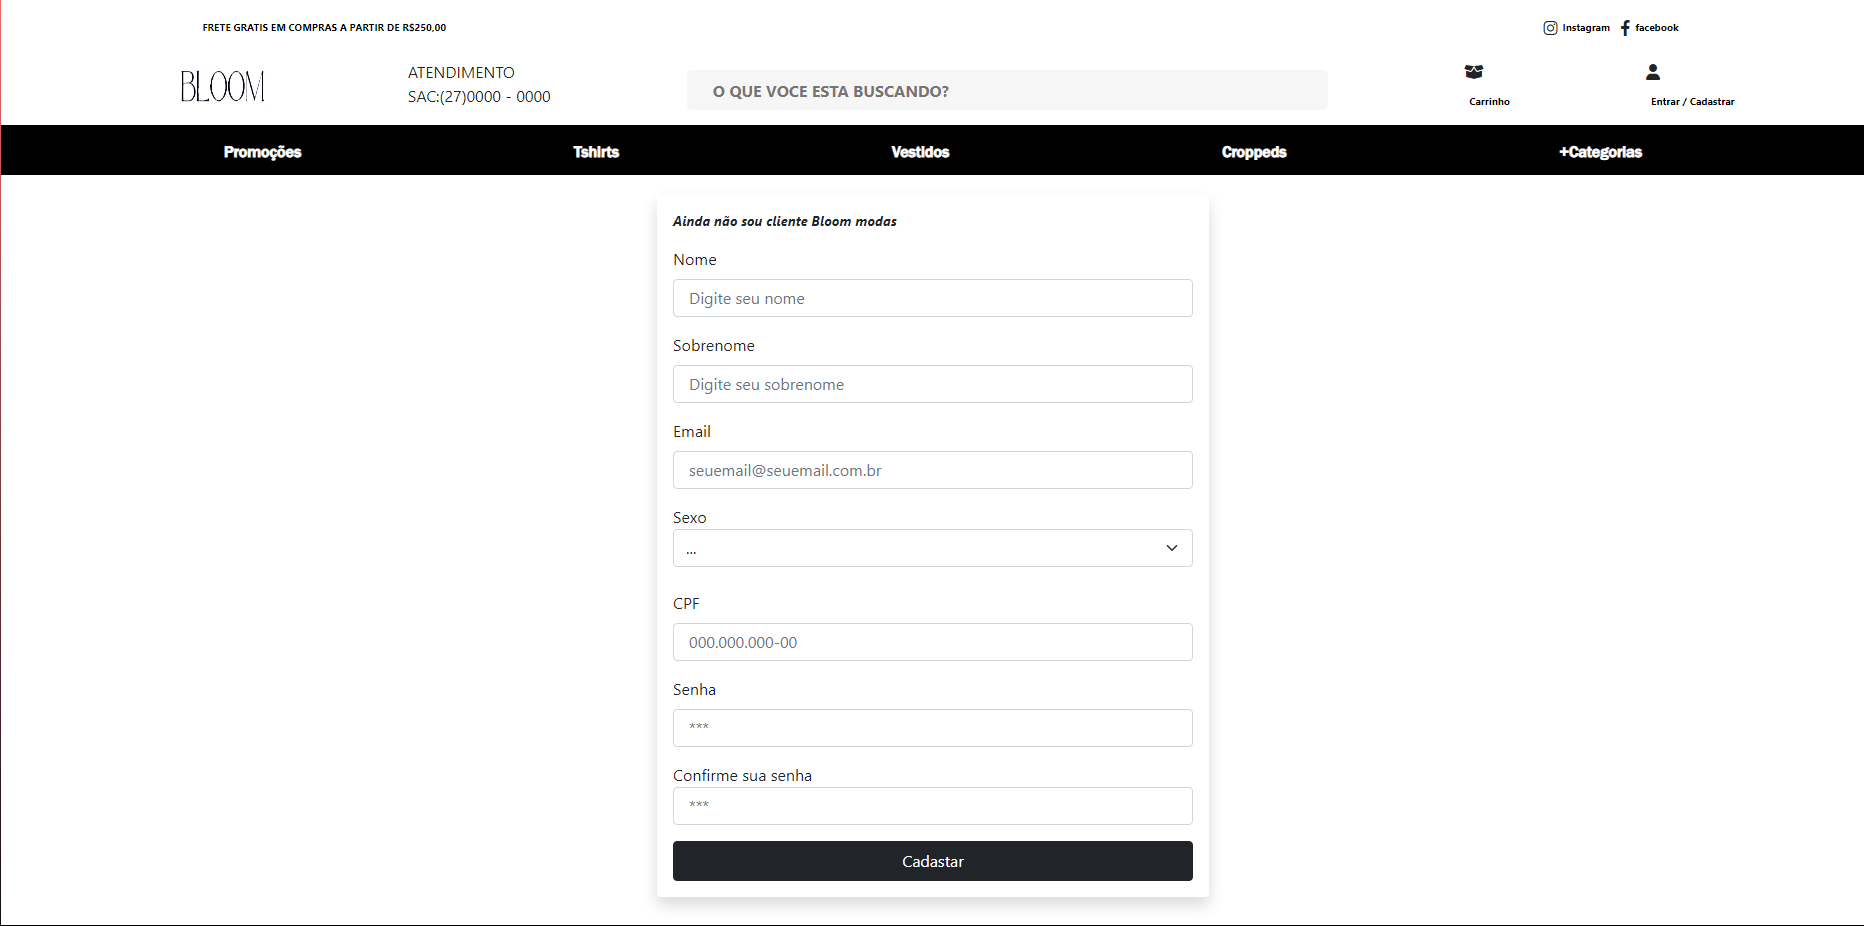 FRETE GRATIS EM COMPRAS A PARTIR DE R$250,00
Instagram
facebook
BLOOM
ATENDIMENTO
SAC:(27)0000 - 0000
O QUE VOCE ESTA BUSCANDO?
Carrinho
Entrar / Cadastrar
Promoções
Tshirts
Vestidos
Croppeds
+Categorias
Ainda não sou cliente Bloom modas
Nome
Digite seu nome
Sobrenome
Digite seu sobrenome
Email
seuemail@seuemail.com.br
Sexo
...
CPF
000.000.000-00
Senha
***
Confirme sua senha
***
Cadastar